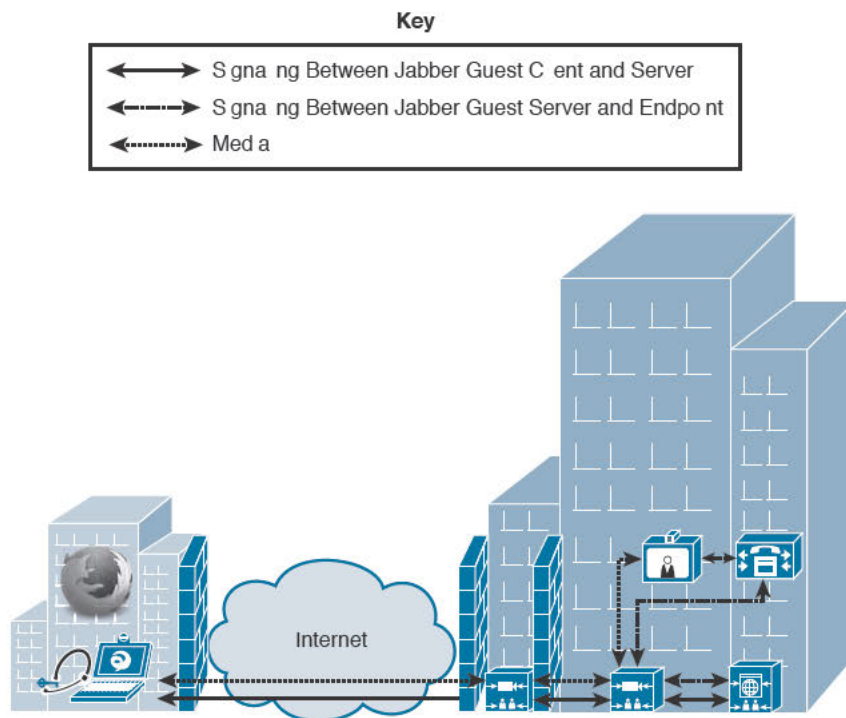 Key
S gna ng Between Jabber Guest C ent and Server
S gna ng Between Jabber Guest Server and Endpo nt
Med a
Internet